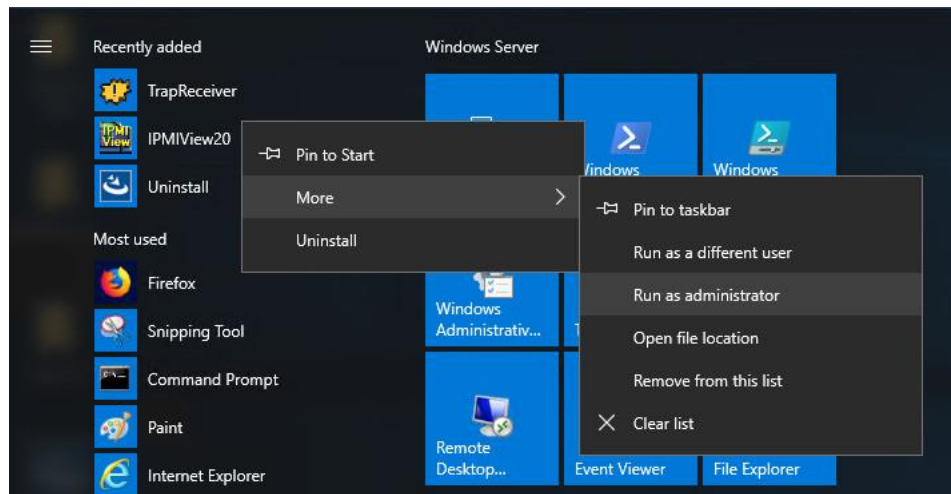 Recently added
TrapReceiver
IPMIView20
Uninstall
Most used
Firefox
Snipping Tool
Command Prompt
Paint
Internet Explorer
Pin to Start
More
Uninstall
Windows Server
Windows
Windows
Administrativ...
Remote
Desktop...
Event Viewer
File Explorer
Pin to taskbar
Run as a different user
Run as administrator
Open file location
Remove from this list
Clear list